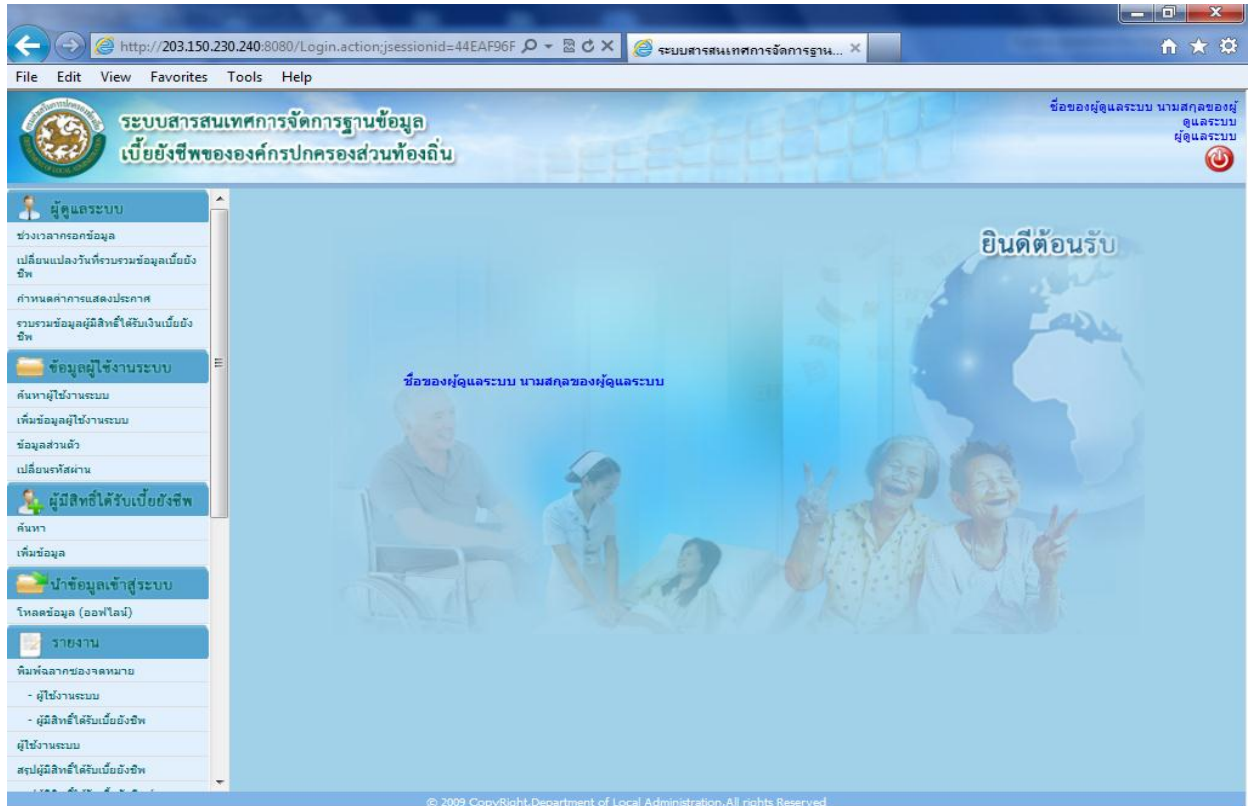 http://203.150.230.240:8080/Login.action;jsessionid=44EAF96F
ระบบสารสนเทศการจัดการฐาน...
File Edit View Favorites Tools Help
ระบบสารสนเทศการจัดการฐานข้อมูล
เบี้ยยังชีพขององค์กรปกครองส่วนท้องถิ่น
ชื่อของผู้ดูแลระบบ นามสกุลของผู้
ดูแลระบบ
ผู้ดูแลระบบ
ผู้ดูแลระบบ
ช่วงเวลากรอกข้อมูล
เปลี่ยนแปลงวันที่รวบรวมข้อมูลเบี้ยยัง
ชีพ
กำหนดค่าการแสดงประกาศ
รวบรวมข้อมูลผู้มีสิทธิ์ได้รับเงินเบี้ยยัง
ชีพ
ข้อมูลผู้ใช้งานระบบ
ค้นหาผู้ใช้งานระบบ
เพิ่มข้อมูลผู้ใช้งานระบบ
ข้อมูลส่วนตัว
เปลี่ยนรหัสผ่าน
ผู้มีสิทธิ์ได้รับเบี้ยยังชีพ
ค้นหา
เพิ่มข้อมูล
นำข้อมูลเข้าสู่ระบบ
โหลดข้อมูล (ออฟไลน์)
รายงาน
พิมพ์ฉลากซองจดหมาย
- ผู้ใช้งานระบบ
- ผู้มีสิทธิ์ได้รับเบี้ยยังชีพ
ผู้ใช้งานระบบ
สรุปผู้มีสิทธิ์ได้รับเบี้ยยังชีพ
ยินดีต้อนรับ
ชื่อของผู้ดูแลระบบ นามสกุลของผู้ดูแลระบบ
© 2009 CopyRight.Department of Local Administration.All rights Reserved